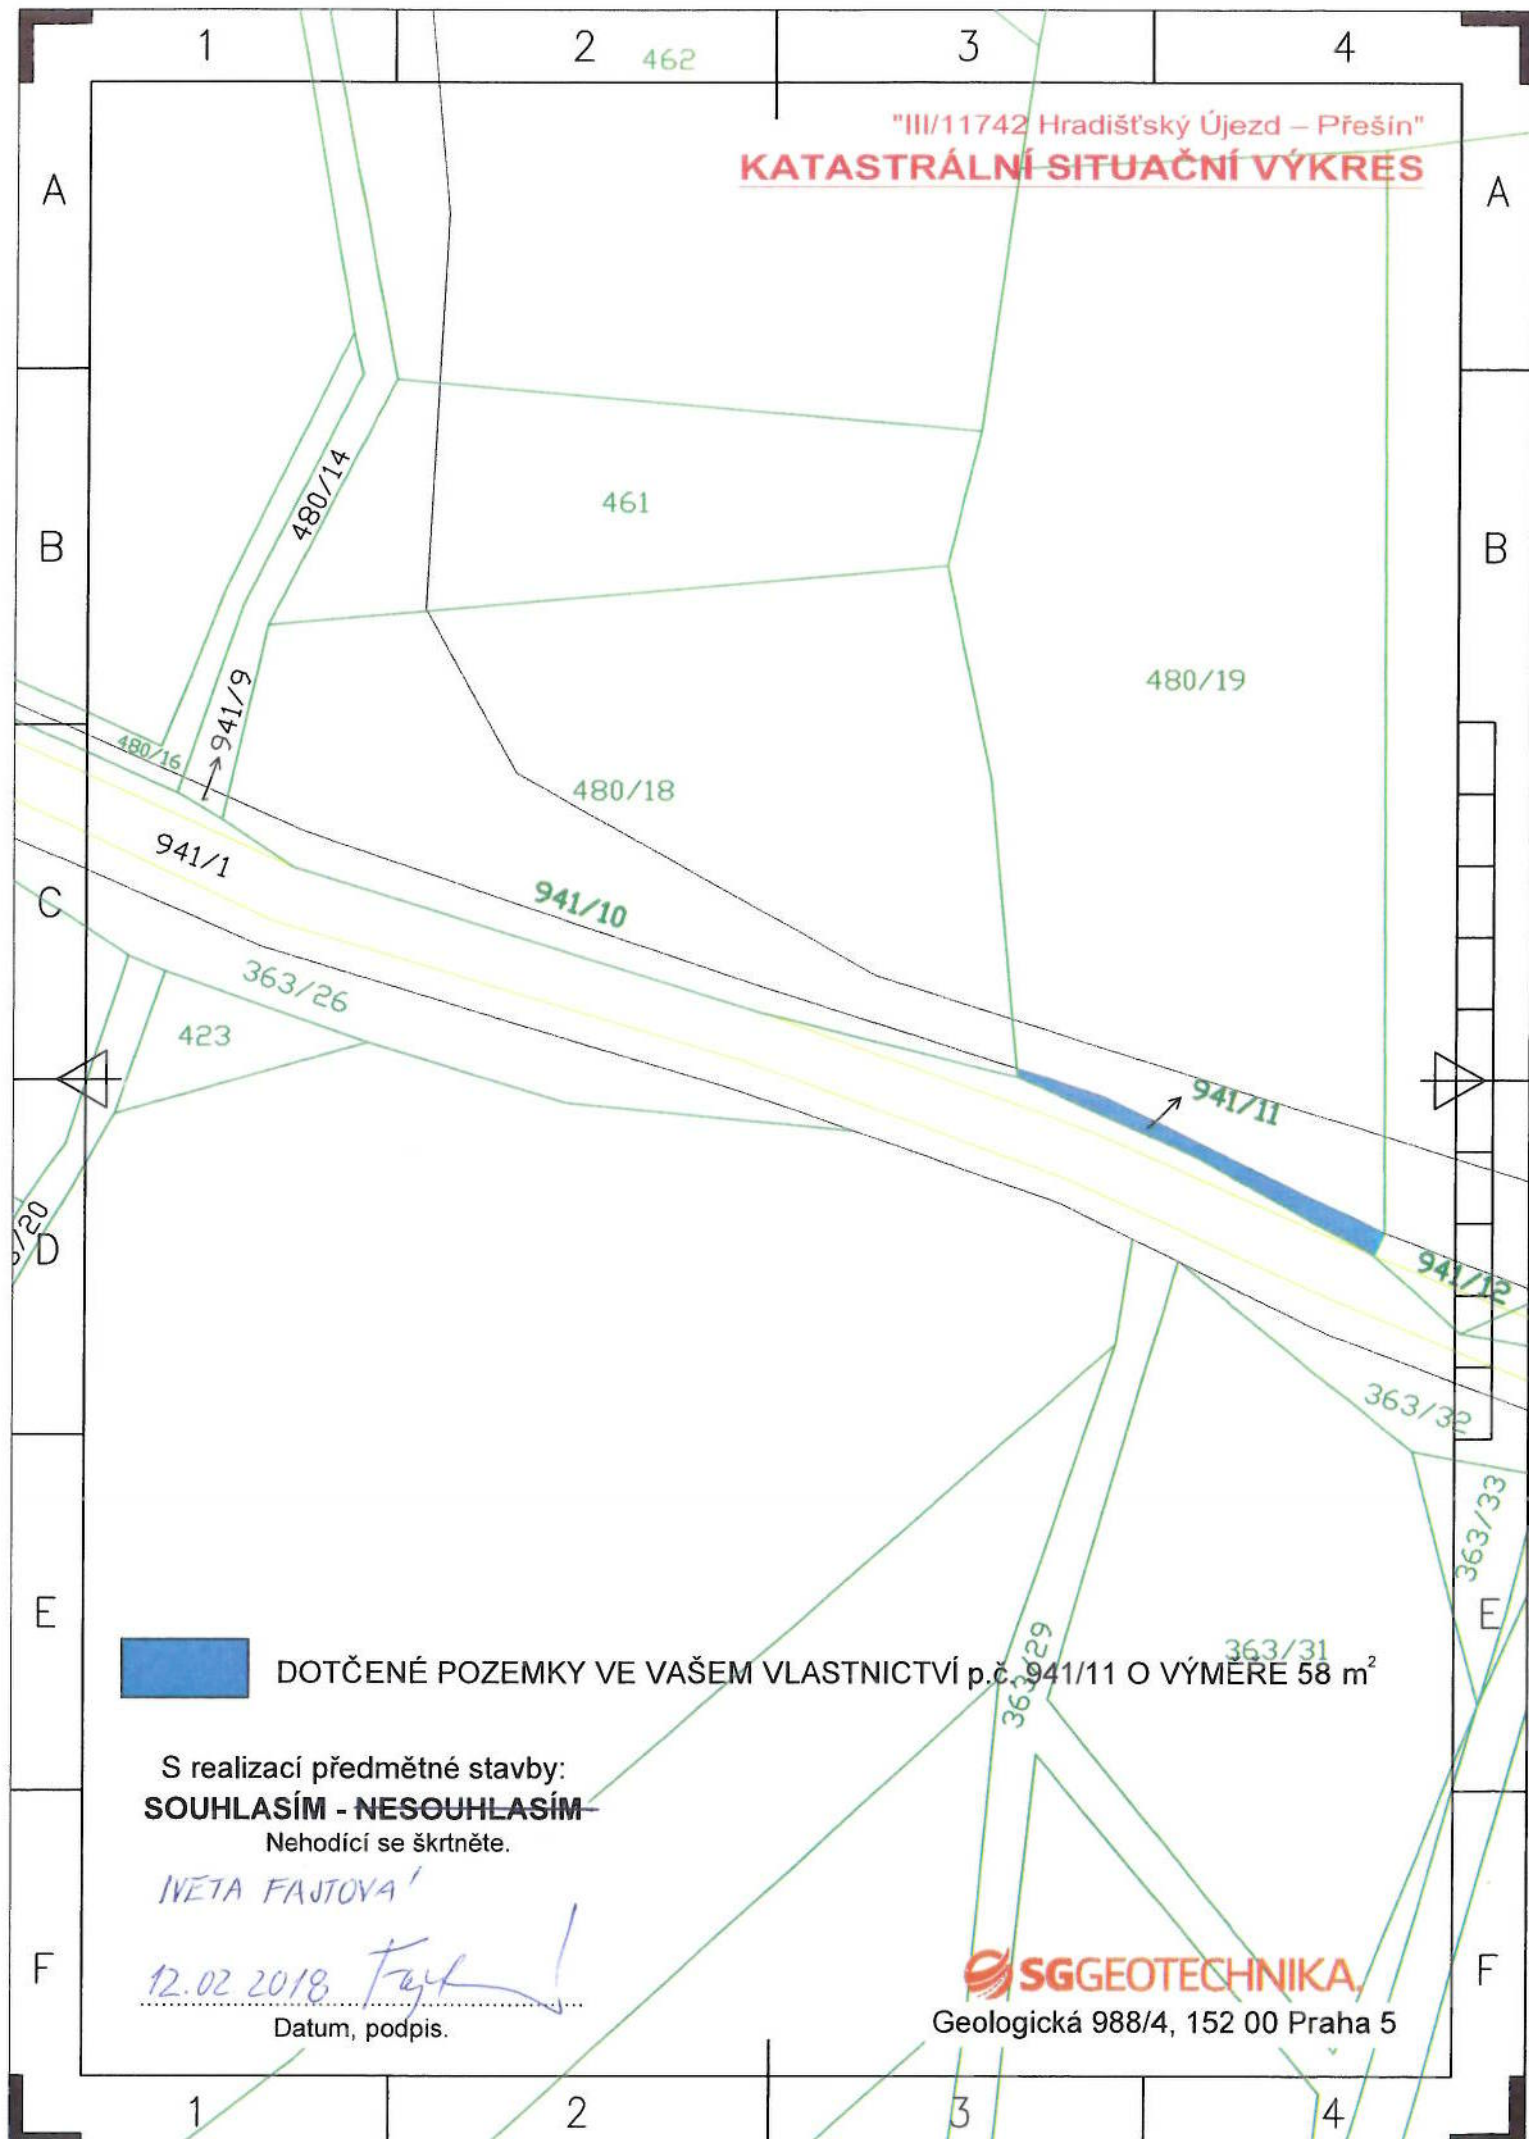 1 2 3 4
462
"III/11742 Hradišťský Újezd – Přešín"
KATASTRÁLNÍ SITUAČNÍ VÝKRES
A A
480/14
461
B B
941/9
480/19
480/16
480/18
941/1
941/10
C
363/26
423
941/11
/20
D
941/12
363/32
363/33
E E
363/29
363/31
DOTČENÉ POZEMKY VE VAŠEM VLASTNICTVÍ p.č. 941/11 O VÝMĚŘE 58 m²
S realizací předmětné stavby:
SOUHLASÍM - NESOUHLASÍM
Nehodící se škrtněte.
IVETA FAJTOVÁ
F F
12.02.2018
Datum, podpis.
SGGEOTECHNIKA.
Geologická 988/4, 152 00 Praha 5
1 2 3 4